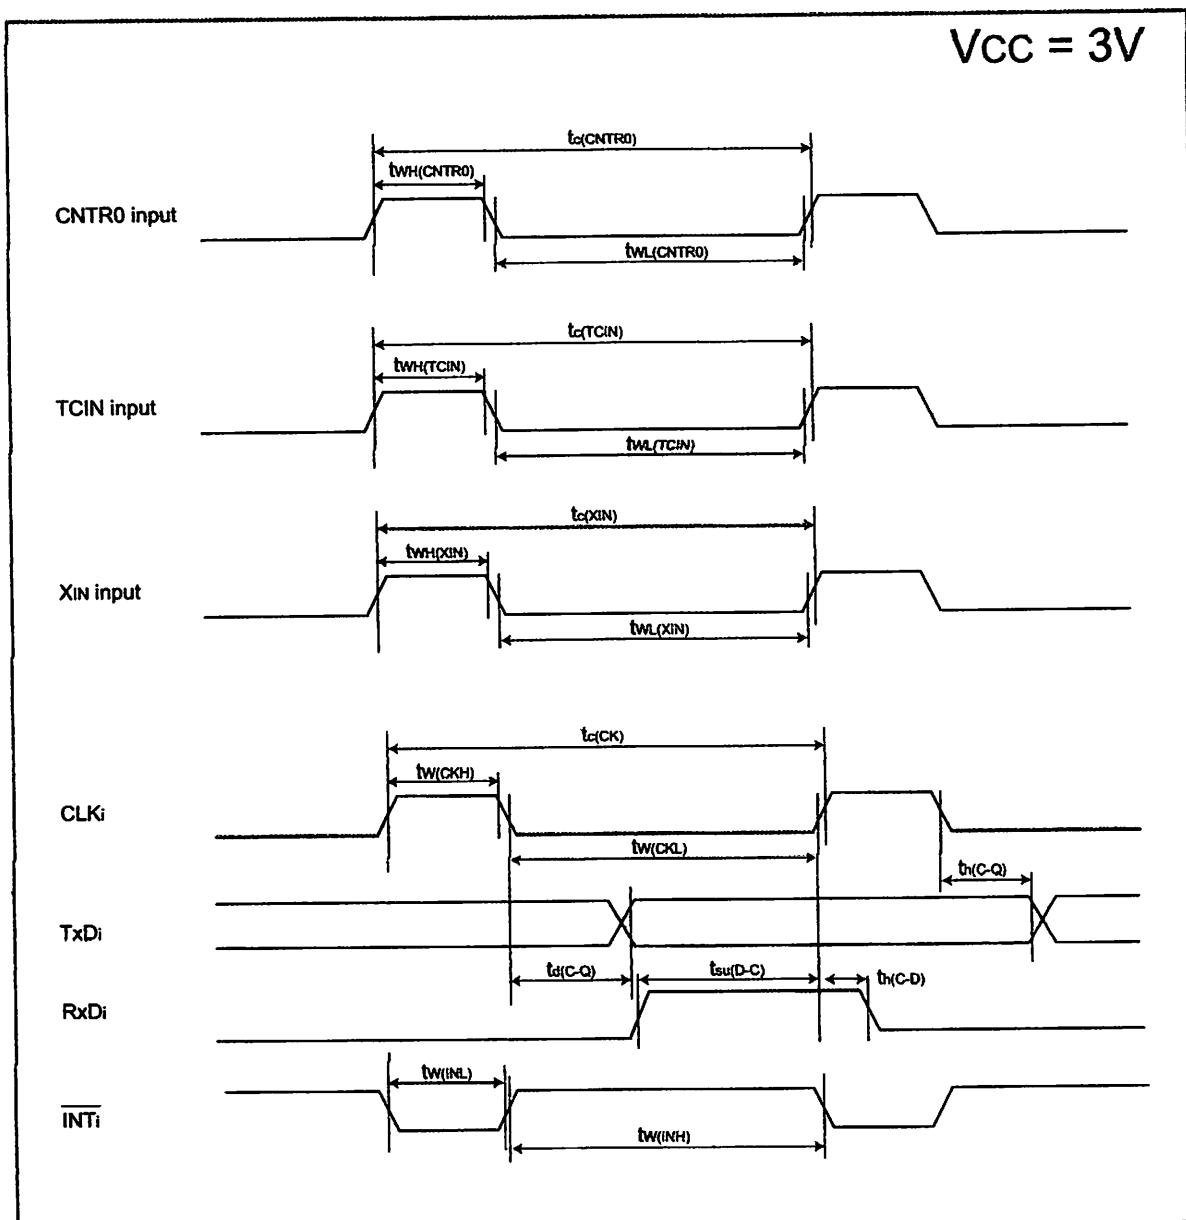 VCC = 3V
tc(CNTR0)
tWH(CNTR0)
CNTR0 input
tWL(CNTR0)
tc(TCIN)
tWH(TCIN)
TCIN input
tWL(TCIN)
tc(XIN)
tWH(XIN)
XIN input
tWL(XIN)
tc(CK)
tW(CKH)
CLKi
tW(CKL)
th(C-Q)
TxDi
td(C-Q)
tsu(D-C)
th(C-D)
RxDi
tW(INL)
INTi
tW(INH)